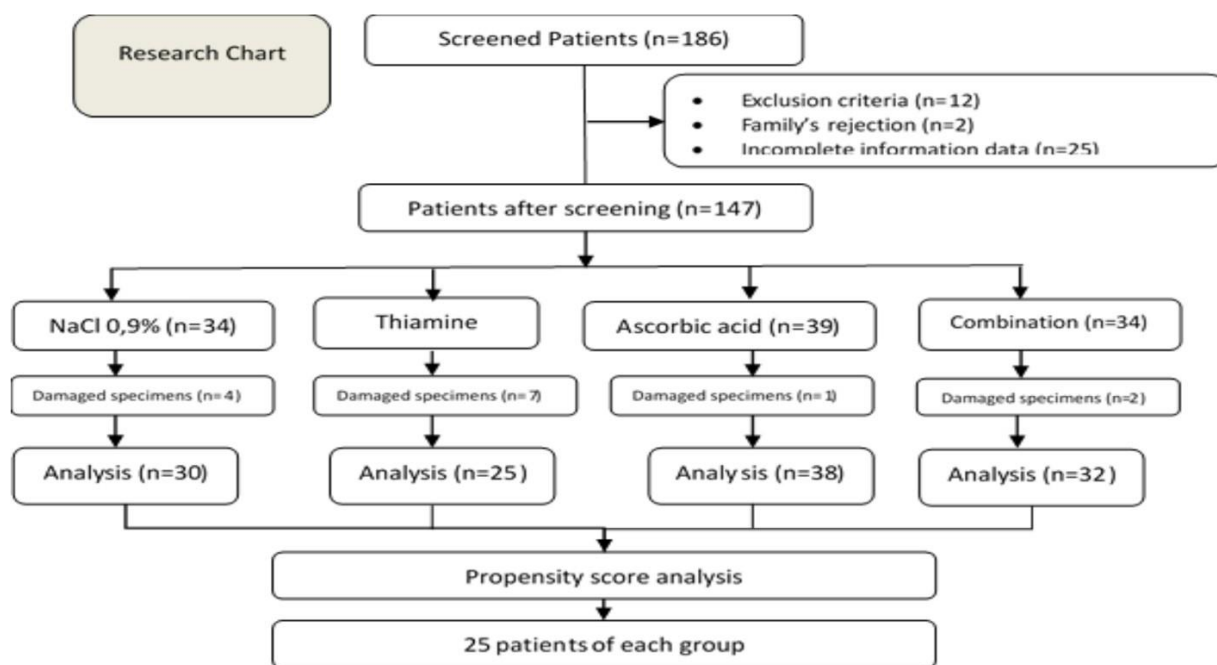 Research Chart
Screened Patients (n=186)
• Exclusion criteria (n=12)
• Family's rejection (n=2)
• Incomplete information data (n=25)
Patients after screening (n=147)
NaCl 0,9% (n=34)
Thiamine
Ascorbic acid (n=39)
Combination (n=34)
Damaged specimens (n=4)
Damaged specimens (n=7)
Damaged specimens (n=1)
Damaged specimens (n=2)
Analysis (n=30)
Analysis (n=25)
Analysis (n=38)
Analysis (n=32)
Propensity score analysis
25 patients of each group